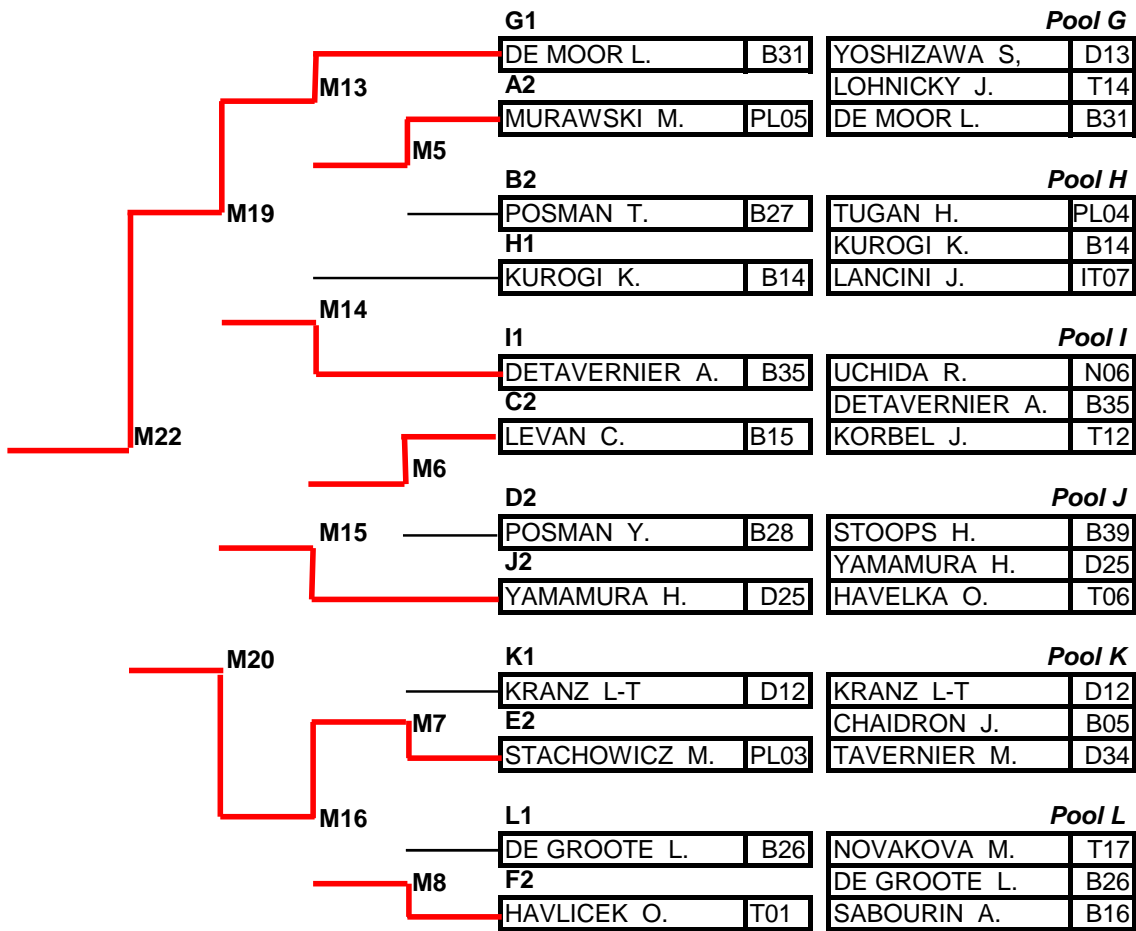 G1 Pool G
DE MOOR L. B31 YOSHIZAWA S, D13
M13 A2 LOHNICKY J. T14
MURAWSKI M. PL05 DE MOOR L. B31
M5
B2 Pool H
M19 POSMAN T. B27 TUGAN H. PL04
H1 KUROGI K. B14
KUROGI K. B14 LANCINI J. IT07
M14
I1 Pool I
DETAVERNIER A. B35 UCHIDA R. N06
C2 DETAVERNIER A. B35
M22 LEVAN C. B15 KORBEL J. T12
M6
D2 Pool J
M15 POSMAN Y. B28 STOOPS H. B39
J2 YAMAMURA H. D25
YAMAMURA H. D25 HAVELKA O. T06
M20 K1 Pool K
KRANZ L-T D12 KRANZ L-T D12
M7 E2 CHAIDRON J. B05
STACHOWICZ M. PL03 TAVERNIER M. D34
M16 L1 Pool L
DE GROOTE L. B26 NOVAKOVA M. T17
M8 F2 DE GROOTE L. B26
HAVLICEK O. T01 SABOURIN A. B16